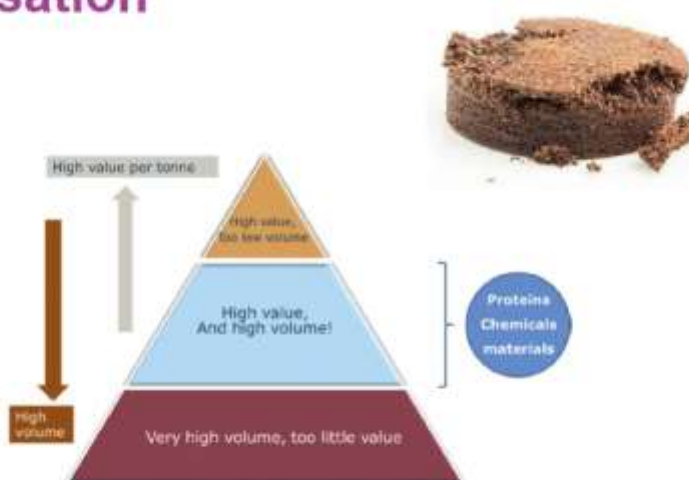 sation
High value per tonne
High value,
too low volume
High value,
And high volume!
Proteins
Chemicals
materials
High
volume
Very high volume, too little value